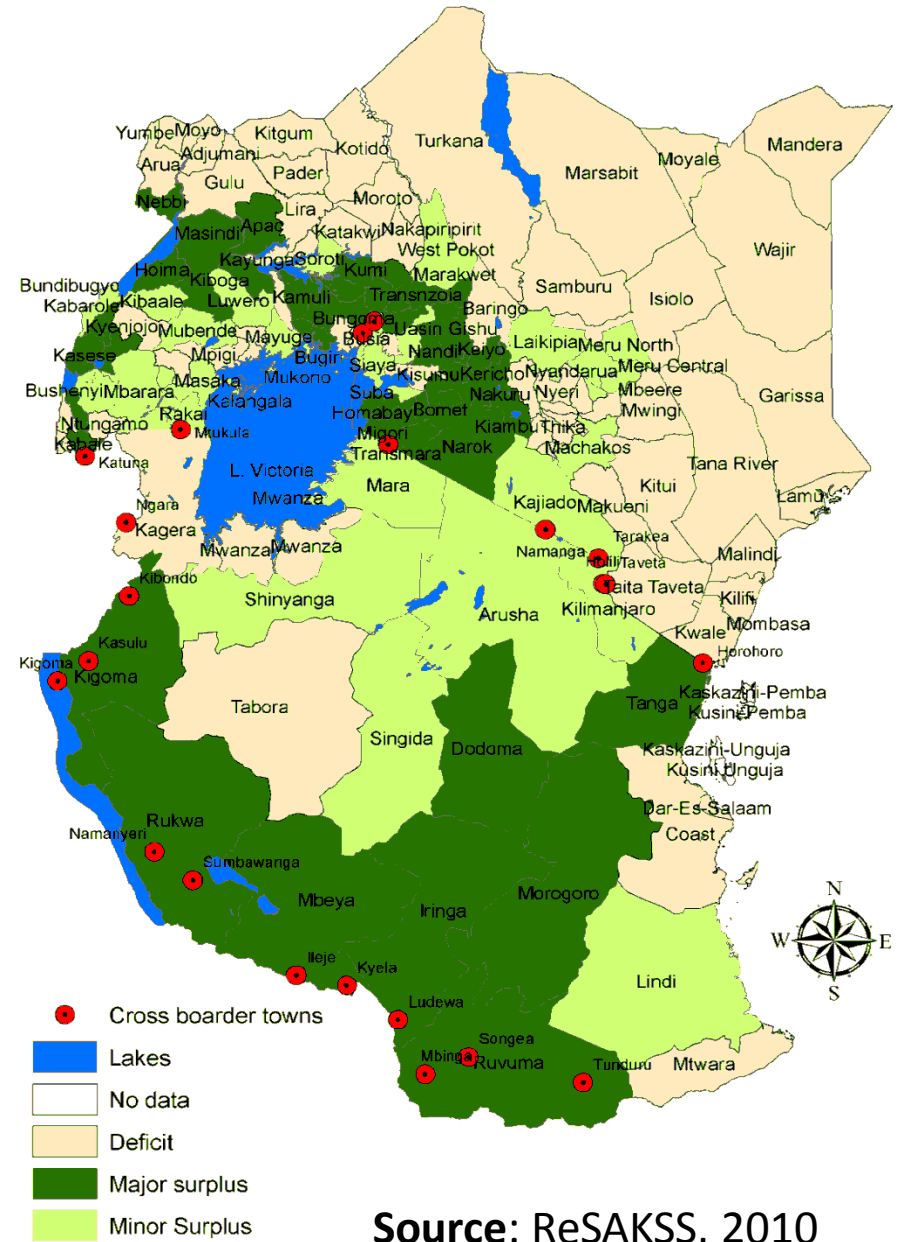 Yumbe
Moyo
Kitgum
Kotido
Turkana
Moyale
Mandera
Adjumani
Arua
Pader
Marsabit
Gulu
Nebbi
Lira
Moroto
Apac
Masindi
Katakwi
Nakapiripirit
Wajir
West Pokot
Kayunga
Soroti
Kumi
Marakwet
Hoima
Kiboga
Samburu
Isiolo
Bundibugyo
Kabarole
Kibaale
Luwero
Kamuli
Transnzoia
Baringo
Kyenjojo
Mubende
Bungoma
Uasin Gishu
Mayuge
Busia
Laikipia
Meru North
Kasese
Mpigi
Bugiri
Siaya
Nandi
Keiyo
Meru Central
Mukono
Kisumu
Kericho
Nyandarua
Bushenyi
Mbarara
Masaka
Suba
Nakuru
Nyeri
Mbeere
Garissa
Kalangala
Homabay
Bomet
Mwingi
Ntungamo
Rakai
Kiambu
Thika
Kabale
Mtukula
Migori
Narok
Machakos
Katuna
Transmara
Tana River
L. Victoria
Mara
Kitui
Lamu
Mwanza
Kajiado
Makueni
Ngara
Kagera
Tarakea
Malindi
Mwanza
Mwanza
Namanga
Taveta
Kibondo
Taita Taveta
Kilifi
Shinyanga
Arusha
Kilimanjaro
Mombasa
Kwale
Kasulu
Horohoro
Kigoma
Kigoma
Tanga
Kaskazini-Pemba
Tabora
Kusini-Pemba
Singida
Dodoma
Kaskazini-Unguja
Kusini Unguja
Dar-Es-Salaam
Rukwa
Coast
Namanyeri
Sumbawanga
Mbeya
Iringa
Morogoro
N
W
E
S
Ileje
Kyela
Lindi
Ludewa
Cross boarder towns
Songea
Mbinga
Ruvuma
Tunduru
Mtwara
Lakes
No data
Deficit
Major surplus
Minor Surplus
Source: ReSAKSS, 2010